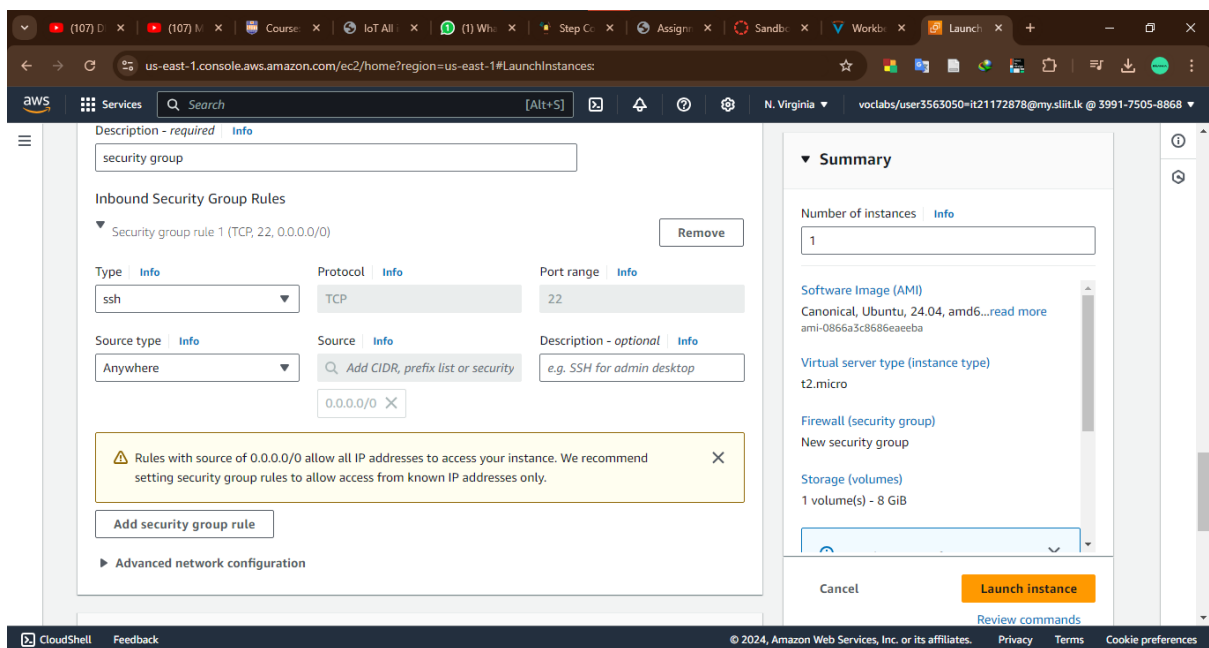 (107) D
(107) M
Course
IoT All
(1) Wha
Step Co
Assignm
Sandbo
Workbe
Launch
us-east-1.console.aws.amazon.com/ec2/home?region=us-east-1#LaunchInstances:
aws Services Search [Alt+S] N. Virginia voclabs/user3563050=it21172878@my.sliit.lk @ 3991-7505-8868
Description - required Info
security group
Inbound Security Group Rules
Security group rule 1 (TCP, 22, 0.0.0.0/0)
Remove
Type Info Protocol Info Port range Info
ssh TCP 22
Source type Info Source Info Description - optional Info
Anywhere Add CIDR, prefix list or security e.g. SSH for admin desktop
0.0.0.0/0
Rules with source of 0.0.0.0/0 allow all IP addresses to access your instance. We recommend
setting security group rules to allow access from known IP addresses only.
Add security group rule
Advanced network configuration
Summary
Number of instances Info
1
Software Image (AMI)
Canonical, Ubuntu, 24.04, amd6...read more
ami-0866a3c8686eaeeba
Virtual server type (instance type)
t2.micro
Firewall (security group)
New security group
Storage (volumes)
1 volume(s) - 8 GiB
Cancel Launch instance
Review commands
CloudShell Feedback © 2024, Amazon Web Services, Inc. or its affiliates. Privacy Terms Cookie preferences